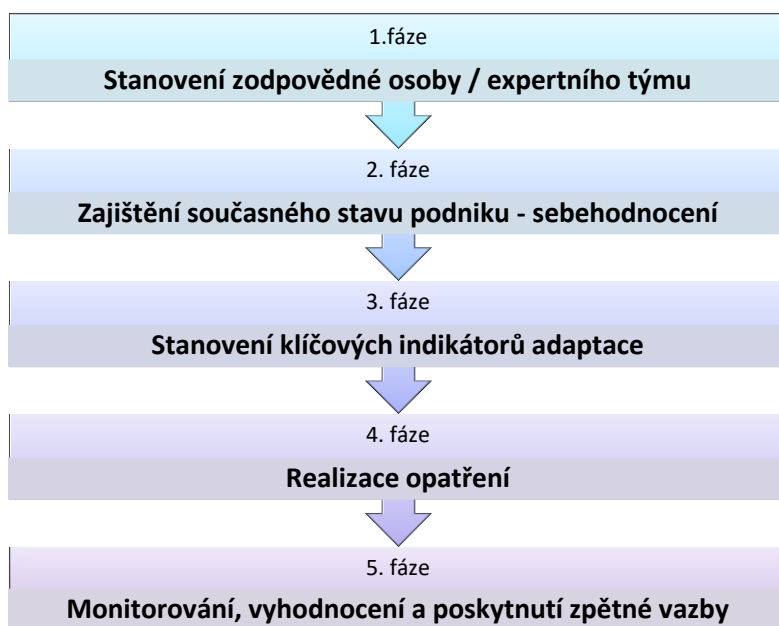 1.fáze
Stanovení zodpovědné osoby / expertního týmu
2. fáze
Zajištění současného stavu podniku - sebehodnocení
3. fáze
Stanovení klíčových indikátorů adaptace
4. fáze
Realizace opatření
5. fáze
Monitorování, vyhodnocení a poskytnutí zpětné vazby